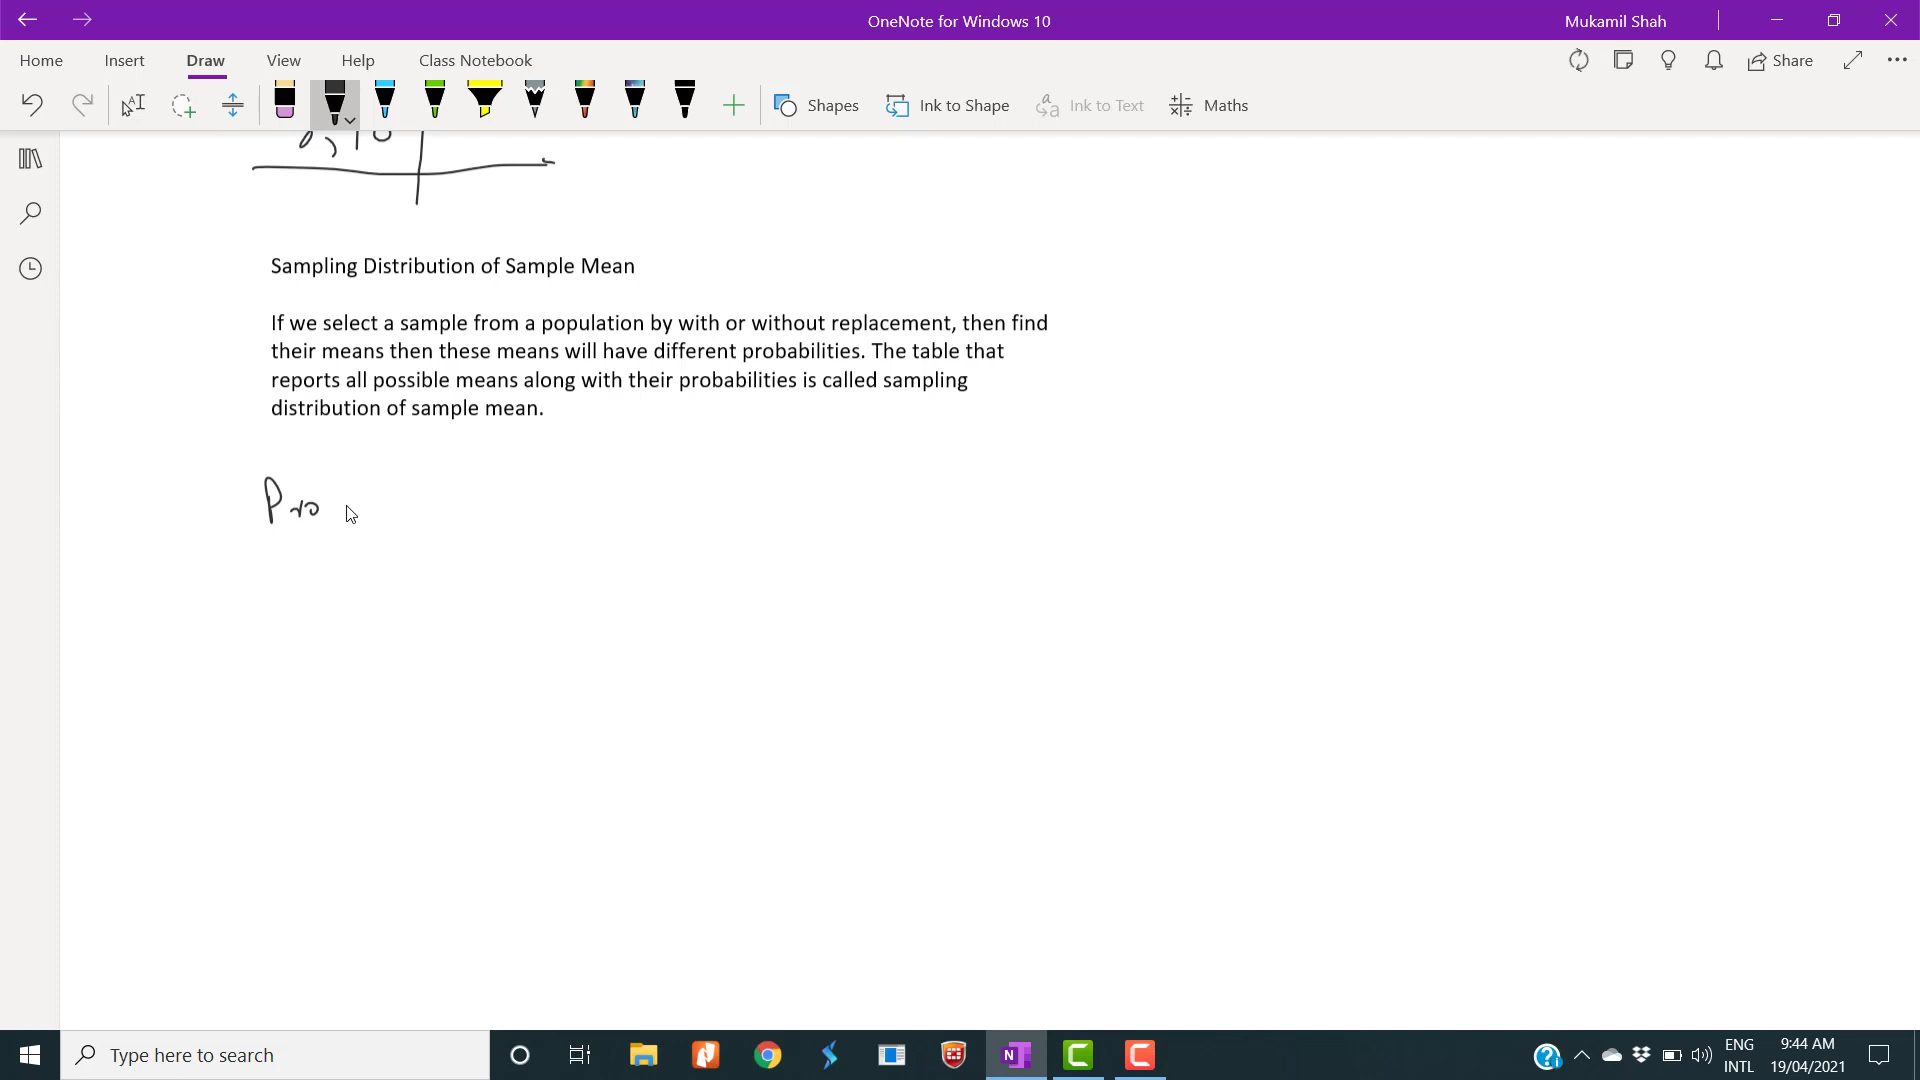 OneNote for Windows 10
Mukamil Shah
Home Insert Draw View Help Class Notebook
Share
Shapes Ink to Shape Ink to Text Maths
Sampling Distribution of Sample Mean
If we select a sample from a population by with or without replacement, then find
their means then these means will have different probabilities. The table that
reports all possible means along with their probabilities is called sampling
distribution of sample mean.
Pro
Type here to search
ENG
INTL
9:44 AM
19/04/2021